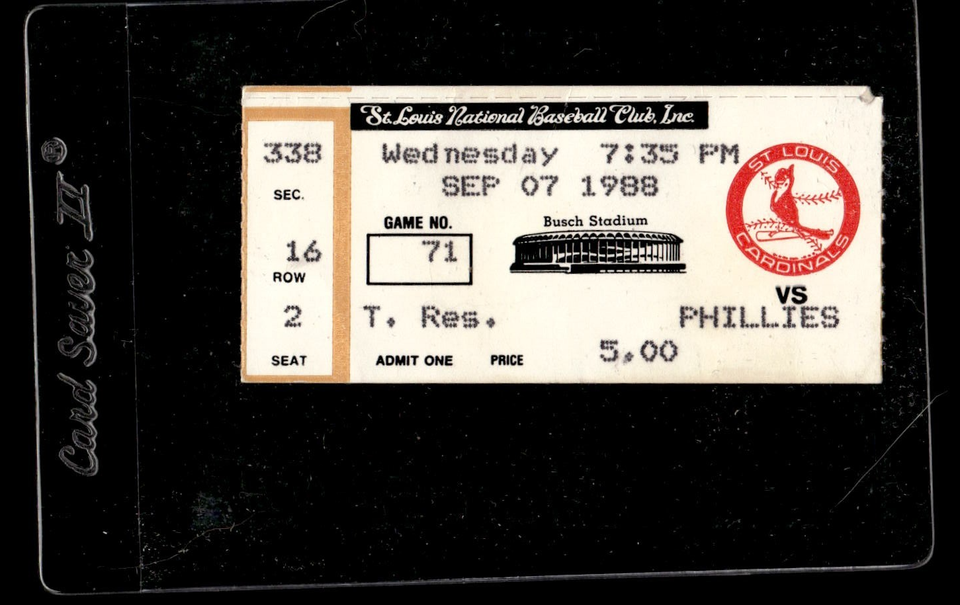 Card Saver II®
St. Louis National Baseball Club, Inc.
338
SEC.
16
ROW
2
SEAT
Wednesday 7:35 PM
SEP 07 1988
GAME NO.
71
Busch Stadium
ST LOUIS
CARDINALS
VS
T. Res.
PHILLIES
ADMIT ONE
PRICE
5.00